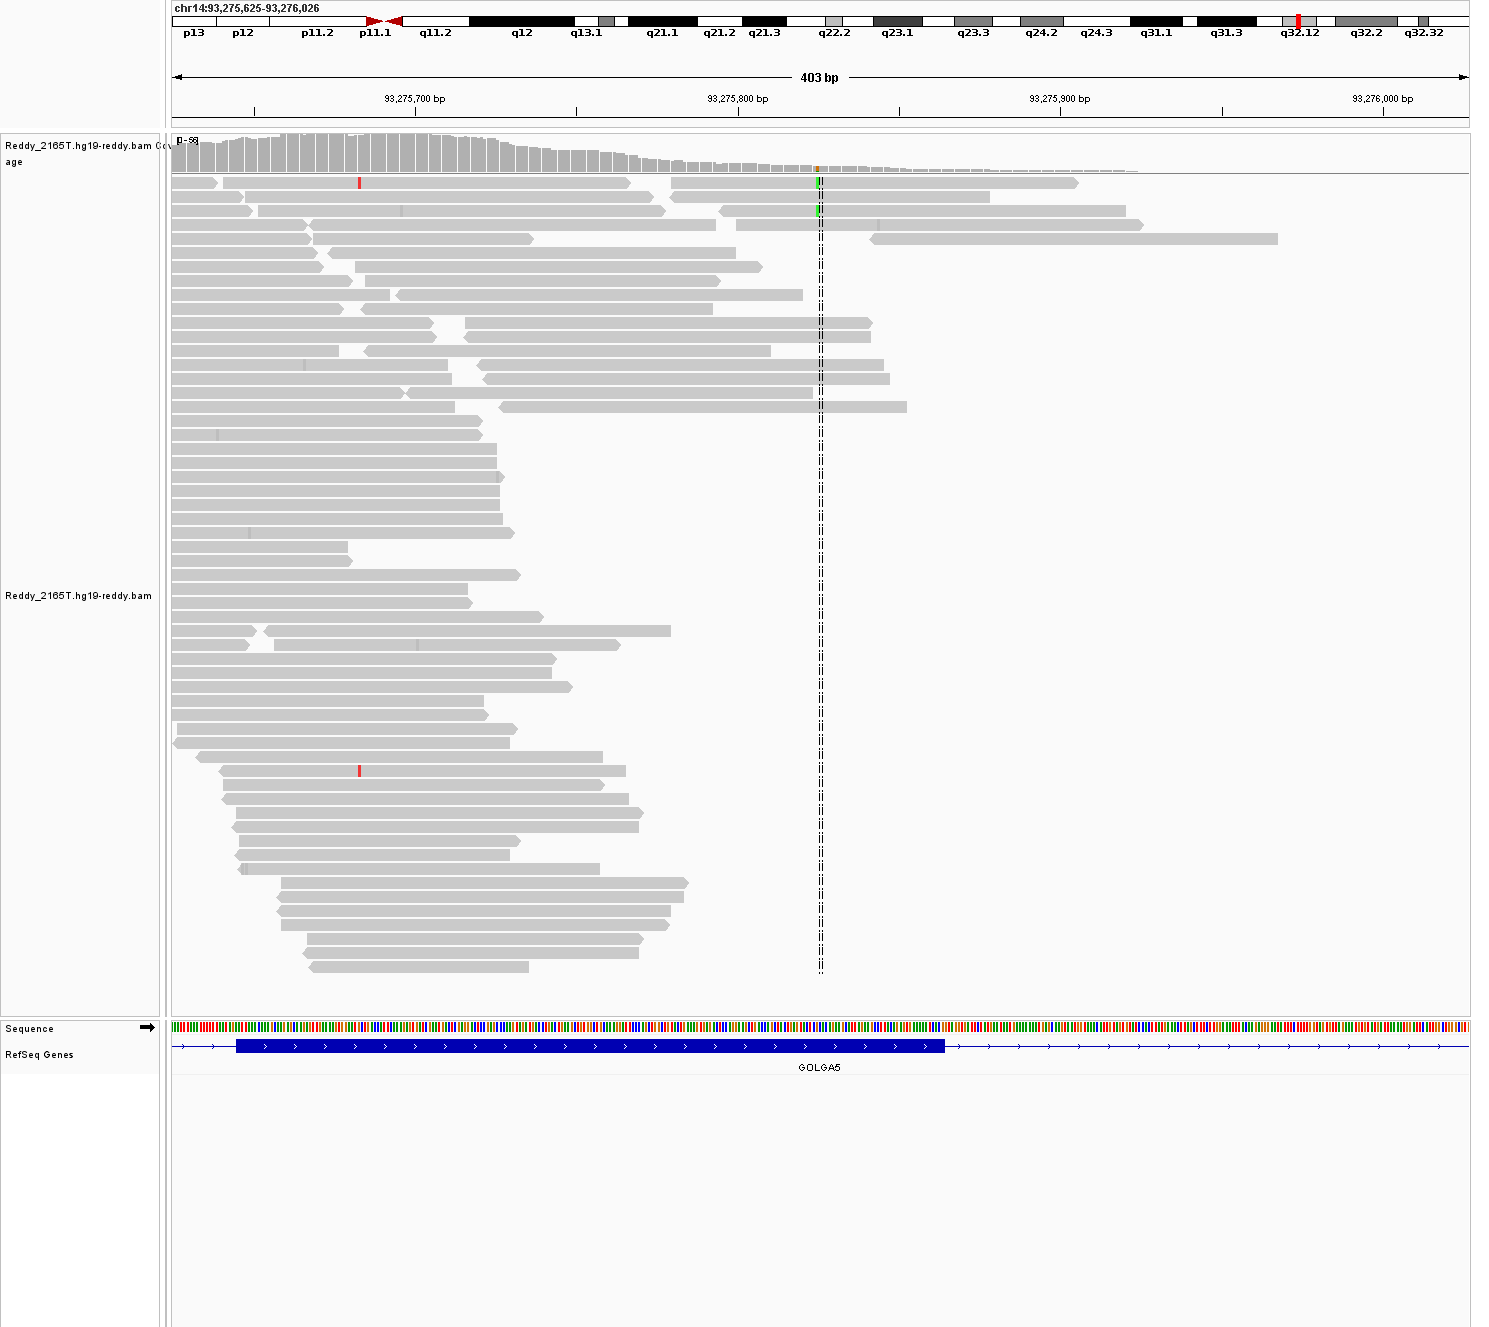 chr14:93,275,625-93,276,026
p13 p12 p11.2 p11.1 q11.2 q12 q13.1 q21.1 q21.2 q21.3 q22.2 q23.1 q23.3 q24.2 q24.3 q31.1 q31.3 q32.12 q32.2 q32.32
403 bp
93,275,700 bp 93,275,800 bp 93,275,900 bp 93,276,000 bp
Reddy_2165T.hg19-reddy.bam Cov
age
Reddy_2165T.hg19-reddy.bam
Sequence
RefSeq Genes
GOLGA5